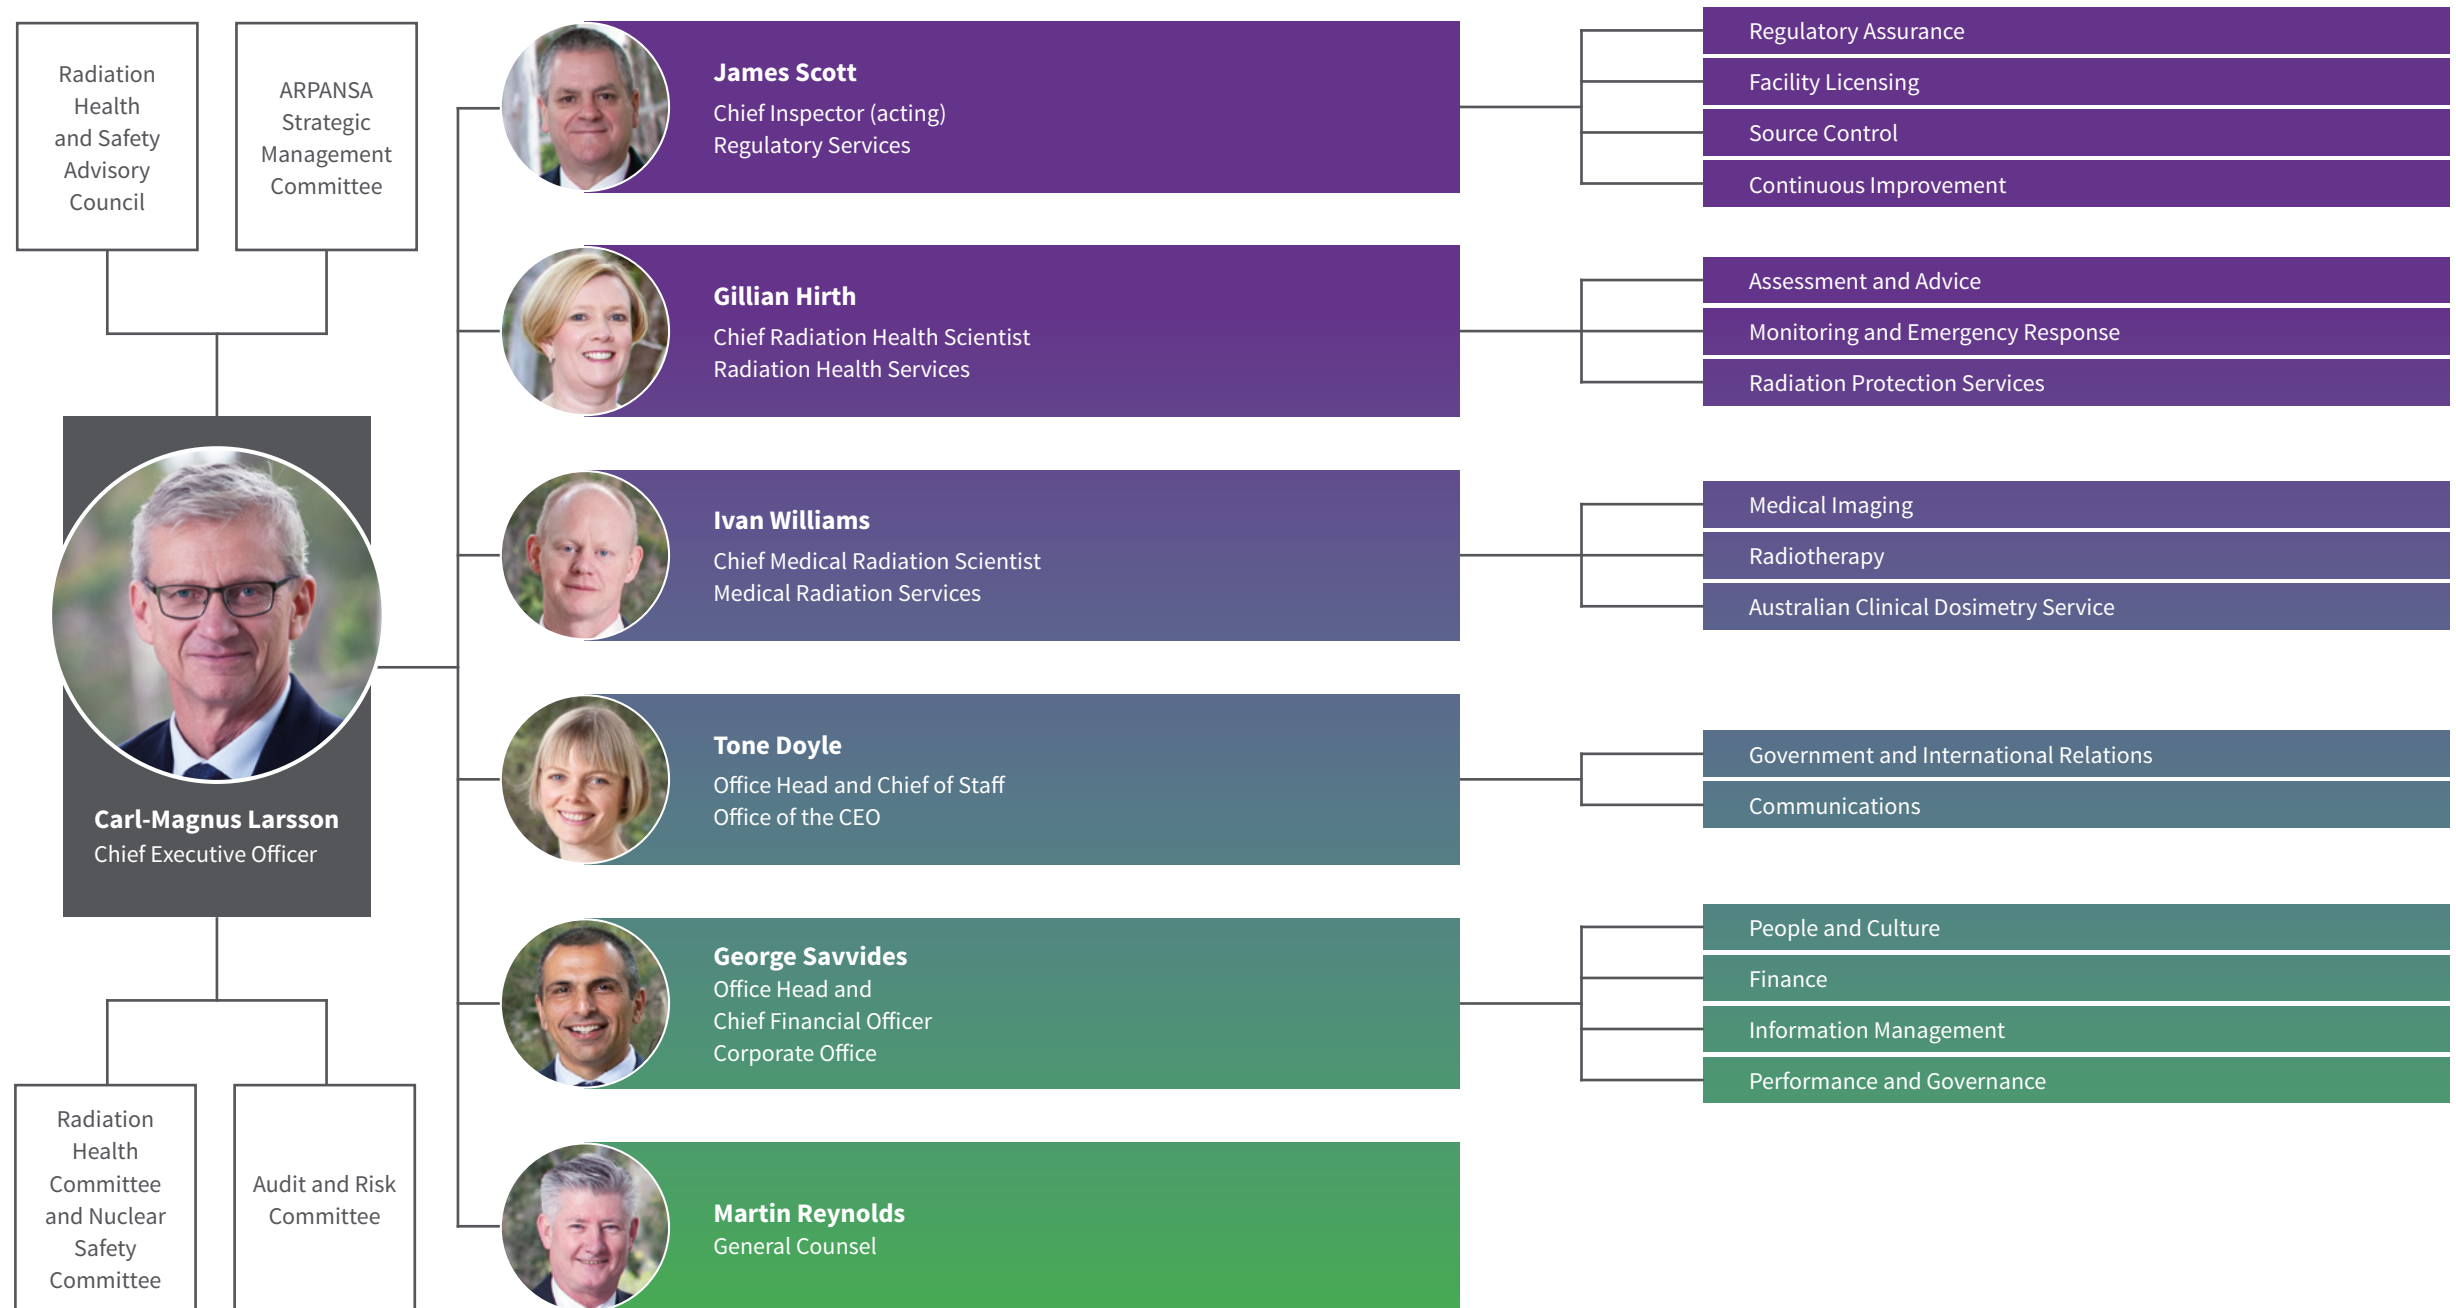 Radiation
Health
and Safety
Advisory
Council
ARPANSA
Strategic
Management
Committee
Carl-Magnus Larsson
Chief Executive Officer
Radiation
Health
Committee
and Nuclear
Safety
Committee
Audit and Risk
Committee
James Scott
Chief Inspector (acting)
Regulatory Services
Regulatory Assurance
Facility Licensing
Source Control
Continuous Improvement
Gillian Hirth
Chief Radiation Health Scientist
Radiation Health Services
Assessment and Advice
Monitoring and Emergency Response
Radiation Protection Services
Ivan Williams
Chief Medical Radiation Scientist
Medical Radiation Services
Medical Imaging
Radiotherapy
Australian Clinical Dosimetry Service
Tone Doyle
Office Head and Chief of Staff
Office of the CEO
Government and International Relations
Communications
George Savvides
Office Head and
Chief Financial Officer
Corporate Office
People and Culture
Finance
Information Management
Performance and Governance
Martin Reynolds
General Counsel